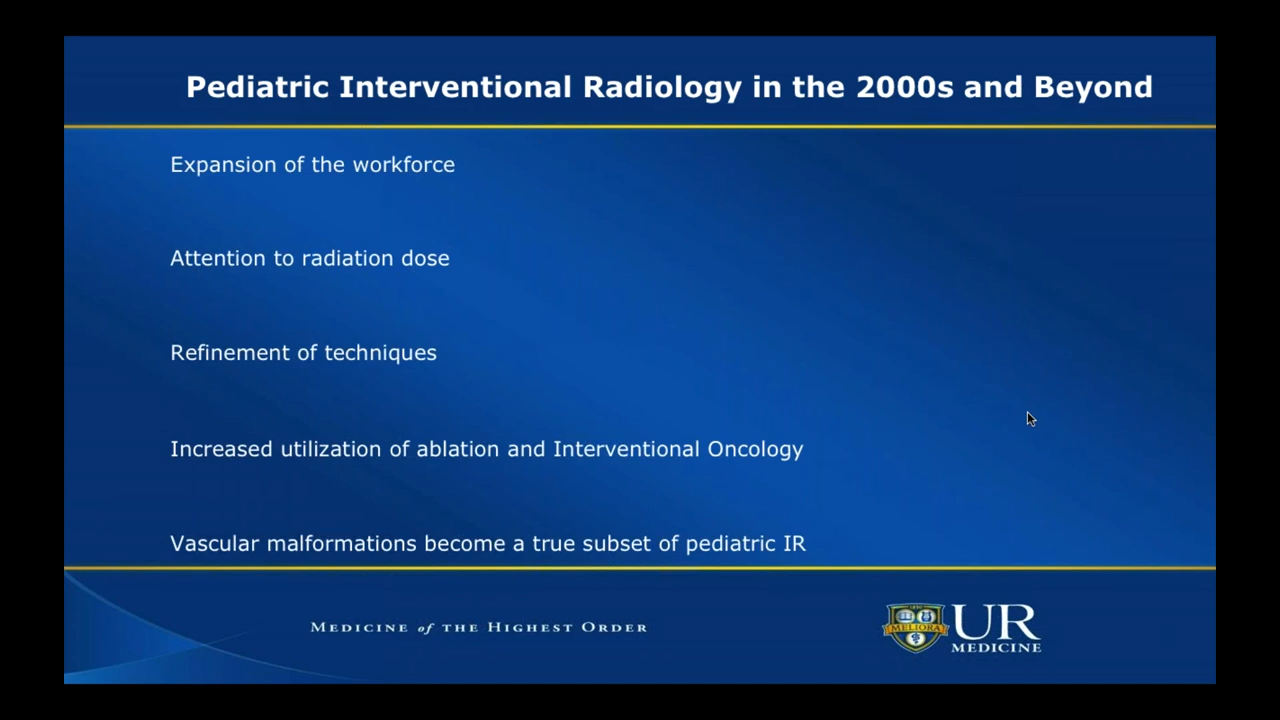 Pediatric Interventional Radiology in the 2000s and Beyond
Expansion of the workforce
Attention to radiation dose
Refinement of techniques
Increased utilization of ablation and Interventional Oncology
Vascular malformations become a true subset of pediatric IR
MEDICINE of THE HIGHEST ORDER
MELIORA
UR
MEDICINE